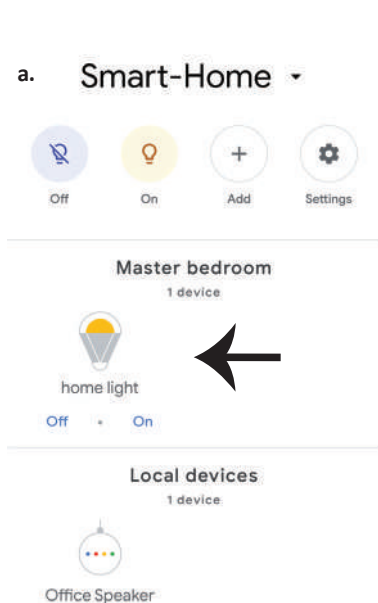 a. Smart-Home
Off On Add Settings
Master bedroom
1 device
home light
Off • On
Local devices
1 device
Office Speaker